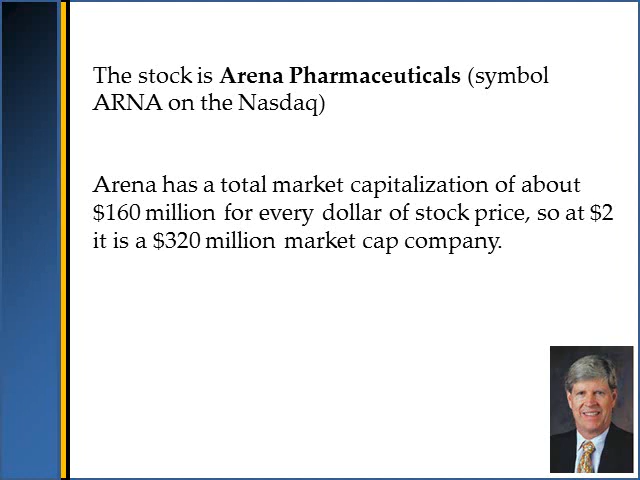 The stock is Arena Pharmaceuticals (symbol
ARNA on the Nasdaq)
Arena has a total market capitalization of about
$160 million for every dollar of stock price, so at $2
it is a $320 million market cap company.